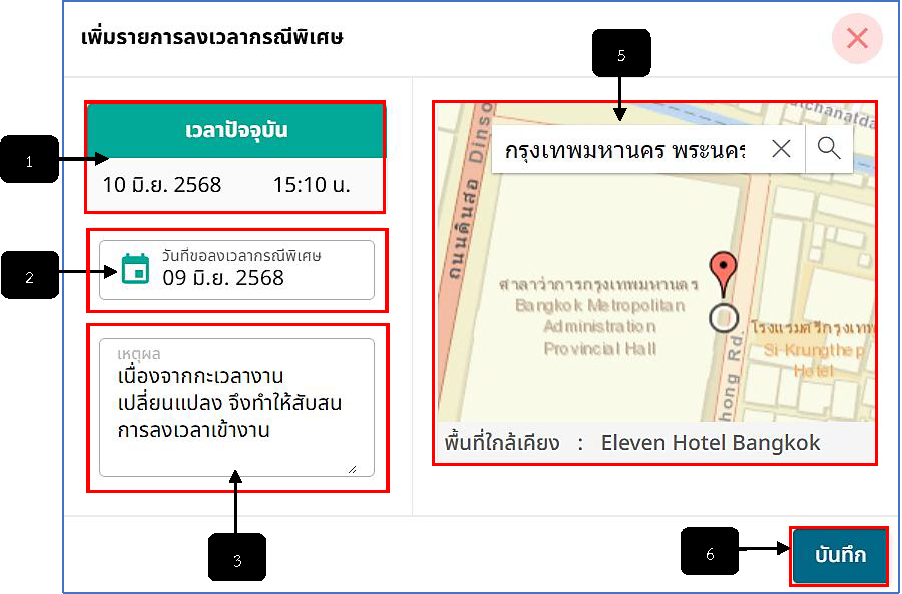 เพิ่มรายการลงเวลากรณีพิเศษ
5
1
เวลาปัจจุบัน
10 มิ.ย. 2568 15:10 น.
2
วันที่ขอลงเวลากรณีพิเศษ
09 มิ.ย. 2568
เหตุผล
เนื่องจากกะเวลางาน
เปลี่ยนแปลง จึงทำให้สับสน
การลงเวลาเข้างาน
3
กรุงเทพมหานคร พระนคร
ถนนดินสอ Dinso
ศาลาว่าการกรุงเทพมหานคร
Bangkok Metropolitan
Administration
Provincial Hall
โรงแรมศรีกรุงเทพ
Si Krungthep
Hotel
hong Rd.
พื้นที่ใกล้เคียง : Eleven Hotel Bangkok
6
บันทึก